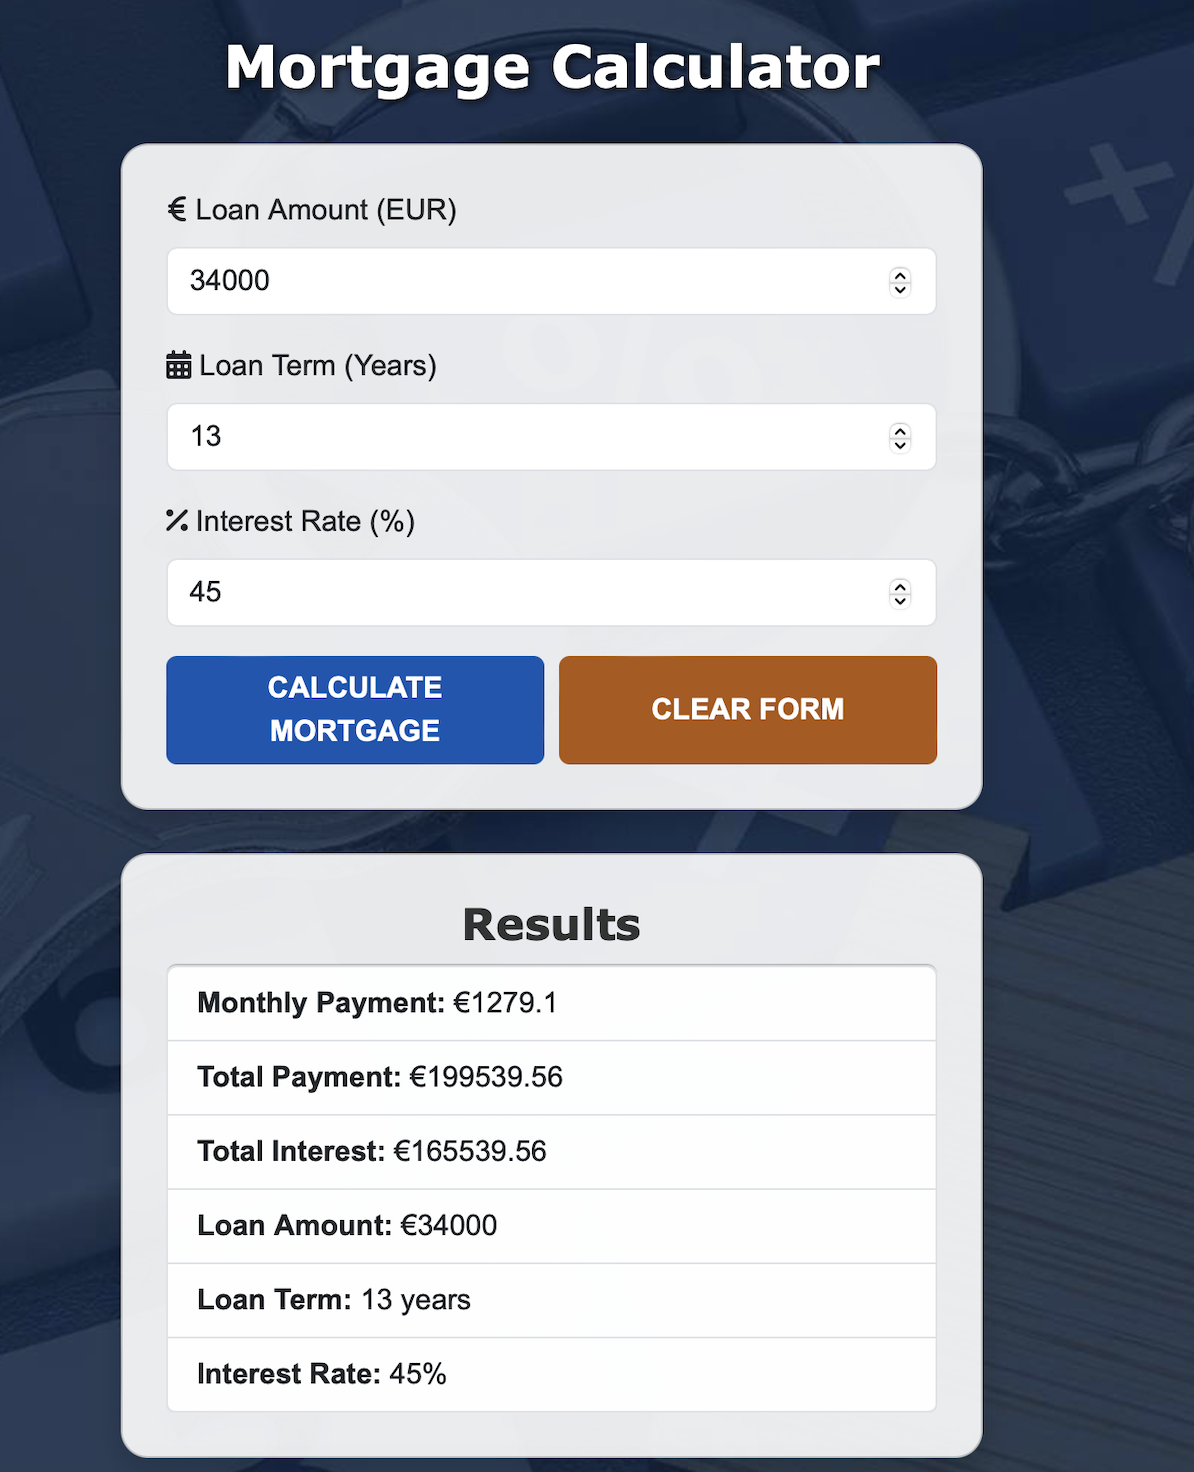 Mortgage Calculator
€ Loan Amount (EUR)
34000
Loan Term (Years)
13
% Interest Rate (%)
45
CALCULATE
MORTGAGE
CLEAR FORM
Results
Monthly Payment: €1279.1
Total Payment: €199539.56
Total Interest: €165539.56
Loan Amount: €34000
Loan Term: 13 years
Interest Rate: 45%